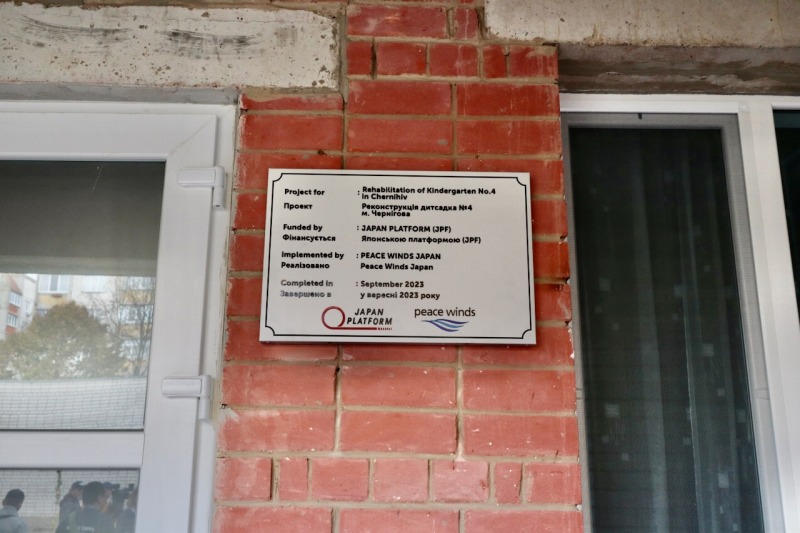 Project for : Rehabilitation of Kindergarten No.4
in Chernihiv
Проект Реконструкція дитсадка №4
м. Чернігова
Funded by : JAPAN PLATFORM (JPF)
Фінансується Японською платформою (JPF)
Implemented by : PEACE WINDS JAPAN
Реалізовано Peace Winds Japan
Completed in : September 2023
Завершено в у вересні 2023 року
JAPAN
PLATFORM
peace winds